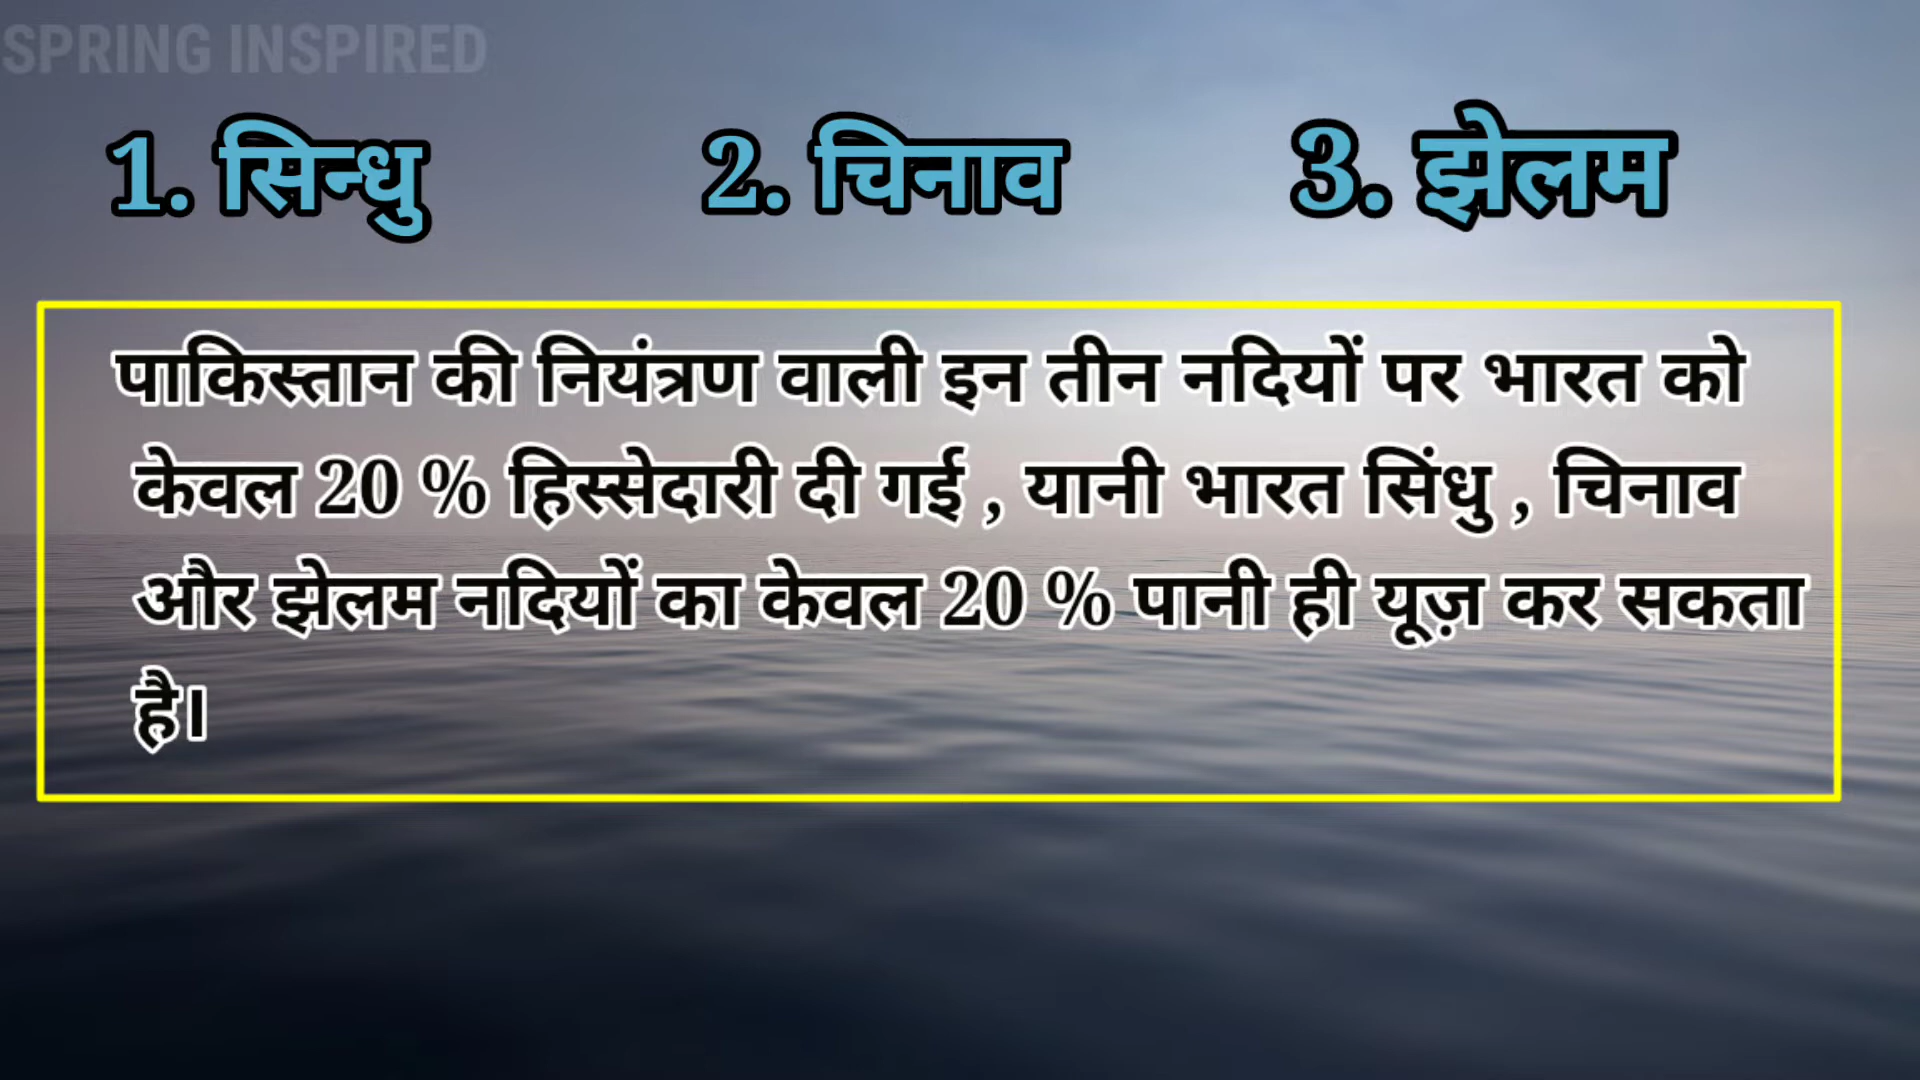 SPRING INSPIRED
1. सिन्धु 2. चिनाव 3. झेलम
पाकिस्तान की नियंत्रण वाली इन तीन नदियों पर भारत को
केवल 20 % हिस्सेदारी दी गई , यानी भारत सिंधु , चिनाव
और झेलम नदियों का केवल 20 % पानी ही यूज़ कर सकता
है।